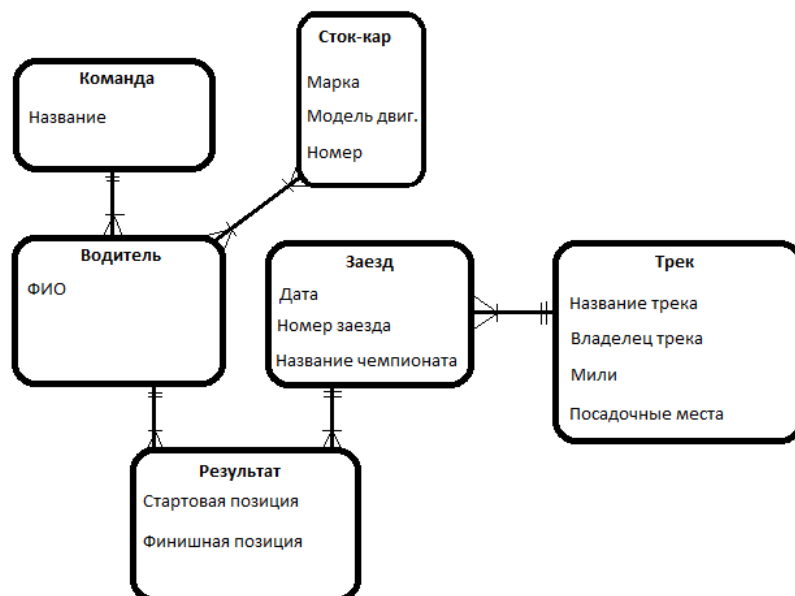 Сток-кар
Марка
Модель двиг.
Номер
Команда
Название
Водитель
ФИО
Заезд
Дата
Номер заезда
Название чемпионата
Трек
Название трека
Владелец трека
Мили
Посадочные места
Результат
Стартовая позиция
Финишная позиция